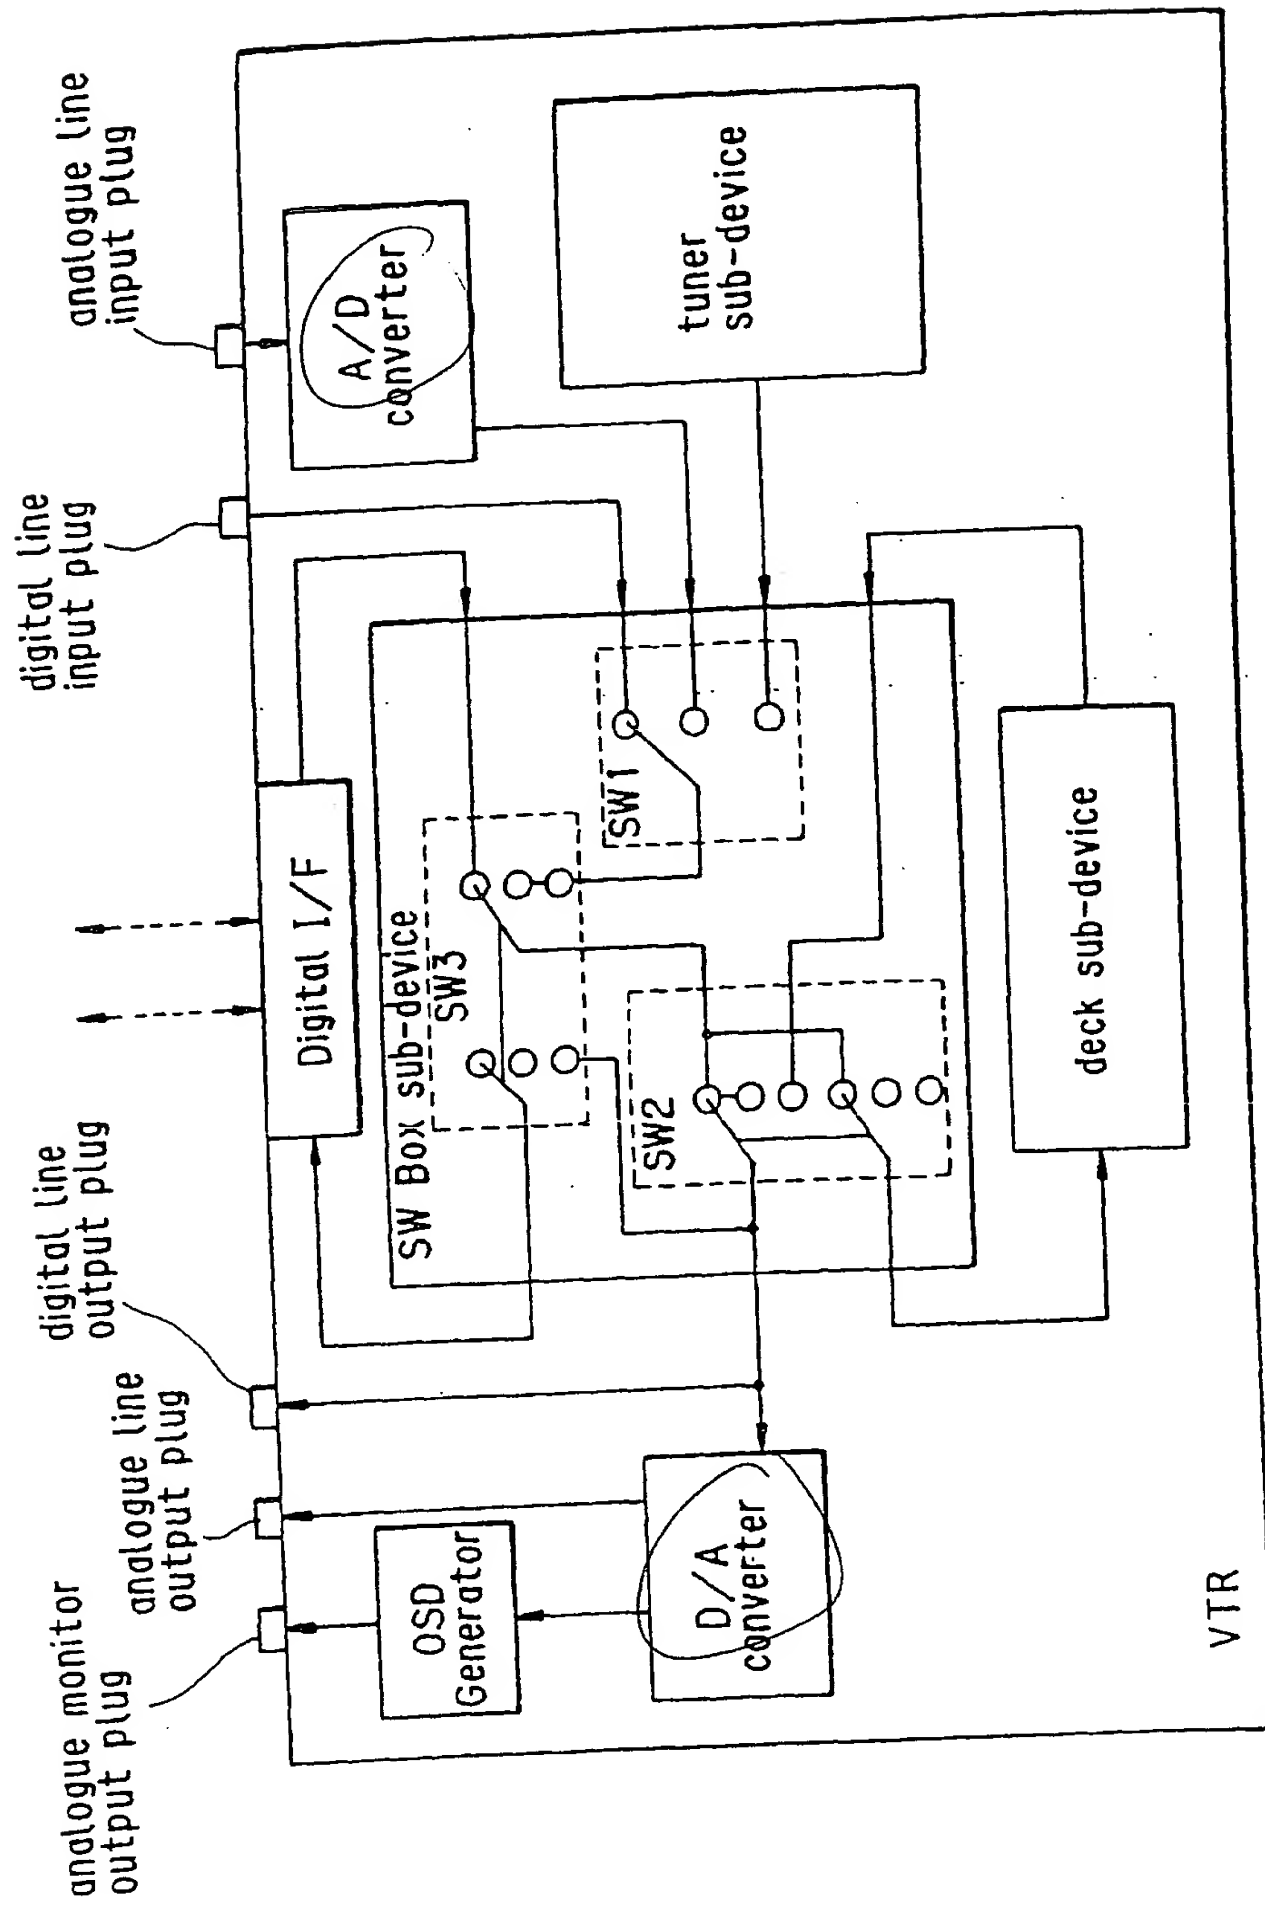 analogue monitor
output plug
analogue line
output plug
digital line
output plug
digital line
input plug
analogue line
input plug
OSD
Generator
D/A
converter
Digital I/F
A/D
converter
SW Box sub-device
SW3
SW2
SW1
tuner
sub-device
deck sub-device
VTR